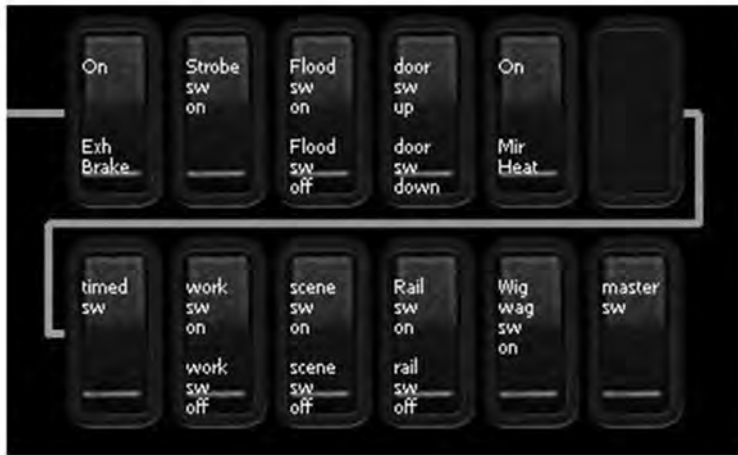 On
Exh
Brake
Strobe
sw
on
Flood
sw
on
Flood
sw
off
door
sw
up
door
sw
down
On
Mir
Heat
timed
sw
work
sw
on
work
sw
off
scene
sw
on
scene
sw
off
Rail
sw
on
rail
sw
off
Wig
wag
sw
on
master
sw